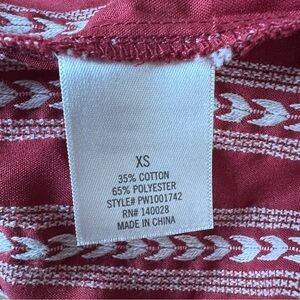 XS
35% COTTON
65% POLYESTER
STYLE# PW1001742
RN# 140028
MADE IN CHINA